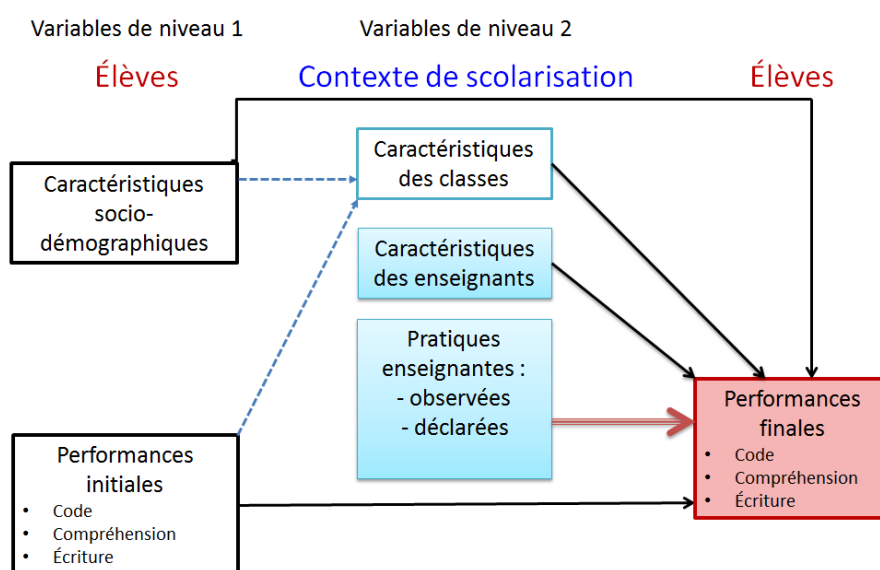 Variables de niveau 1
Variables de niveau 2
Élèves
Contexte de scolarisation
Élèves
Caractéristiques
socio-
démographiques
Caractéristiques
des classes
Caractéristiques
des enseignants
Pratiques
enseignantes :
- observées
- déclarées
Performances
initiales
• Code
• Compréhension
• Écriture
Performances
finales
• Code
• Compréhension
• Écriture